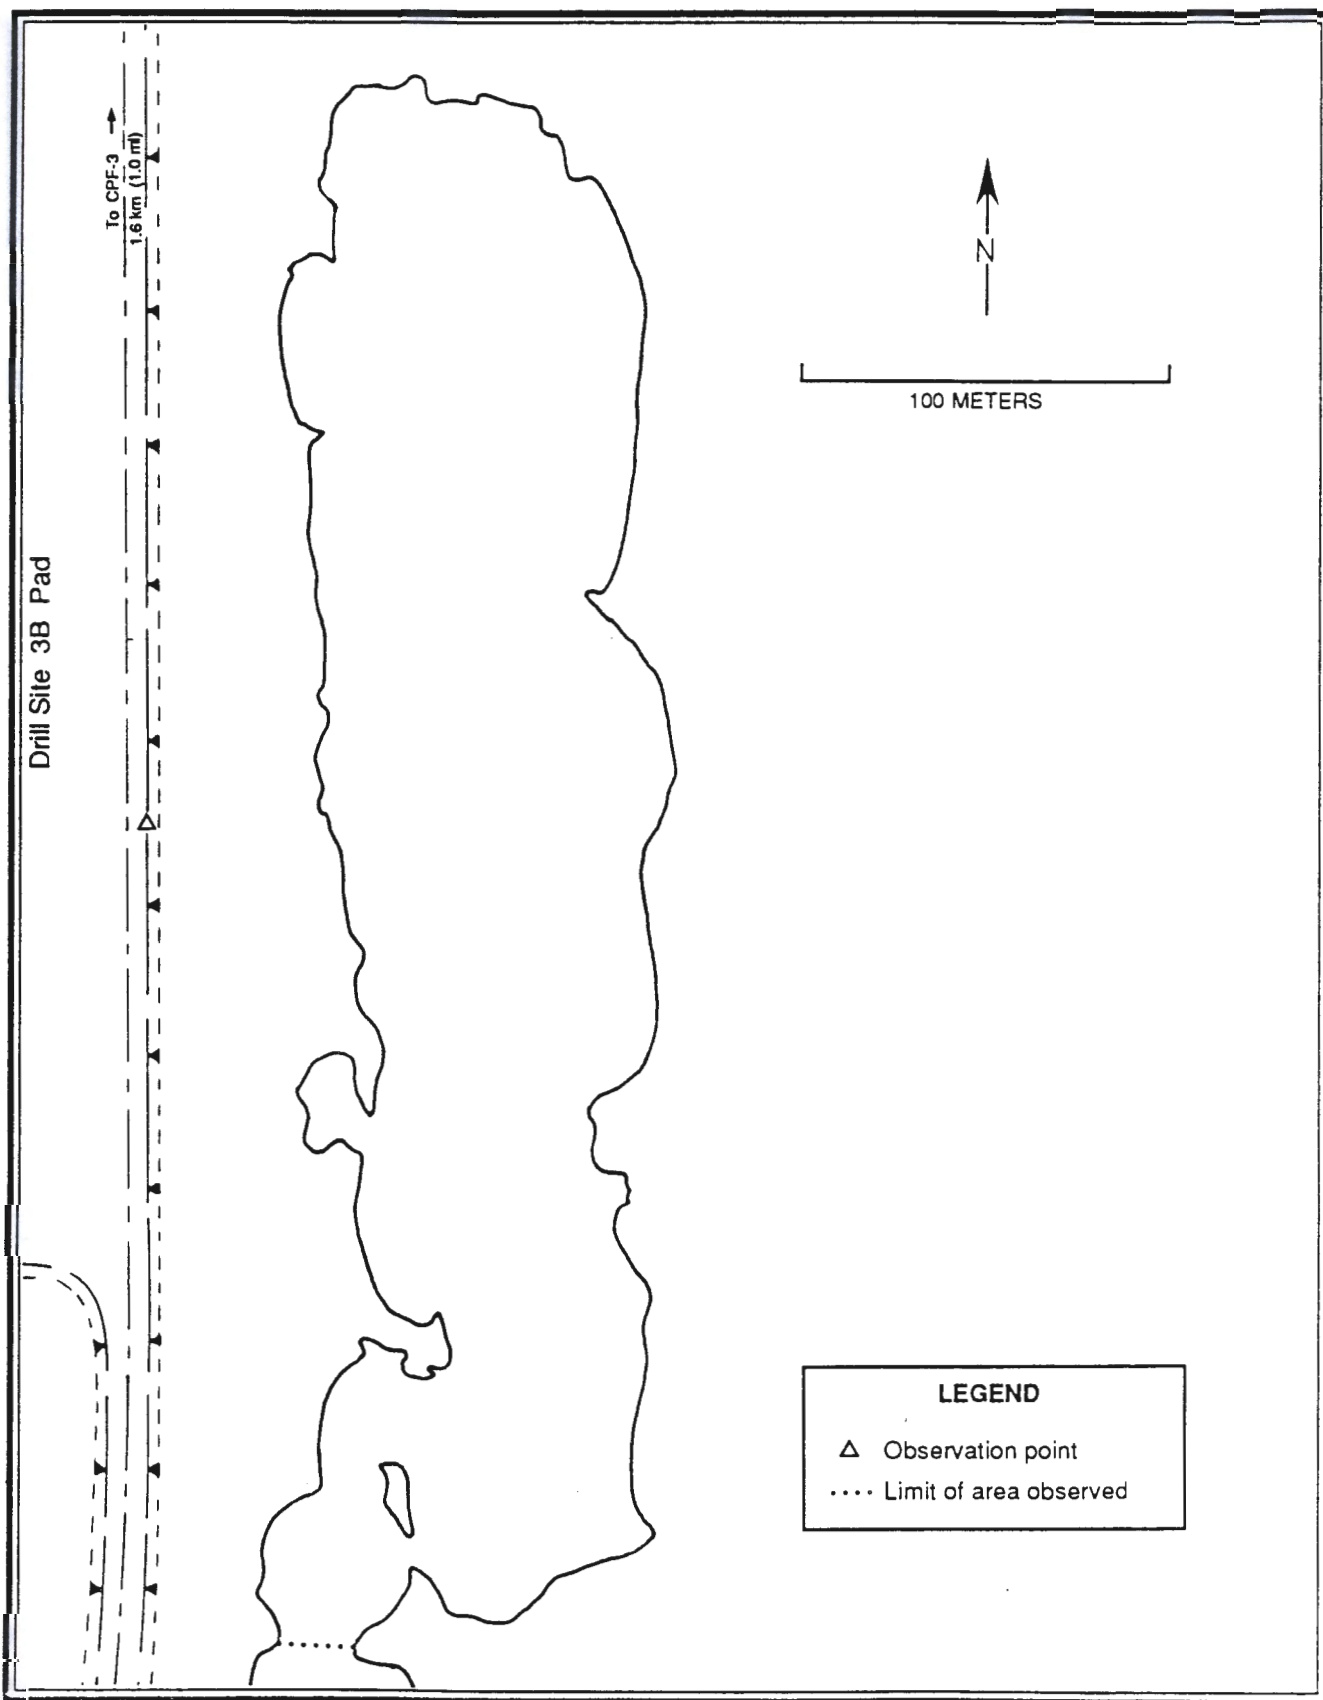 To CPF-3
1.6 km (1.0 mi)
N
100 METERS
Drill Site 3B Pad
LEGEND
Observation point
Limit of area observed